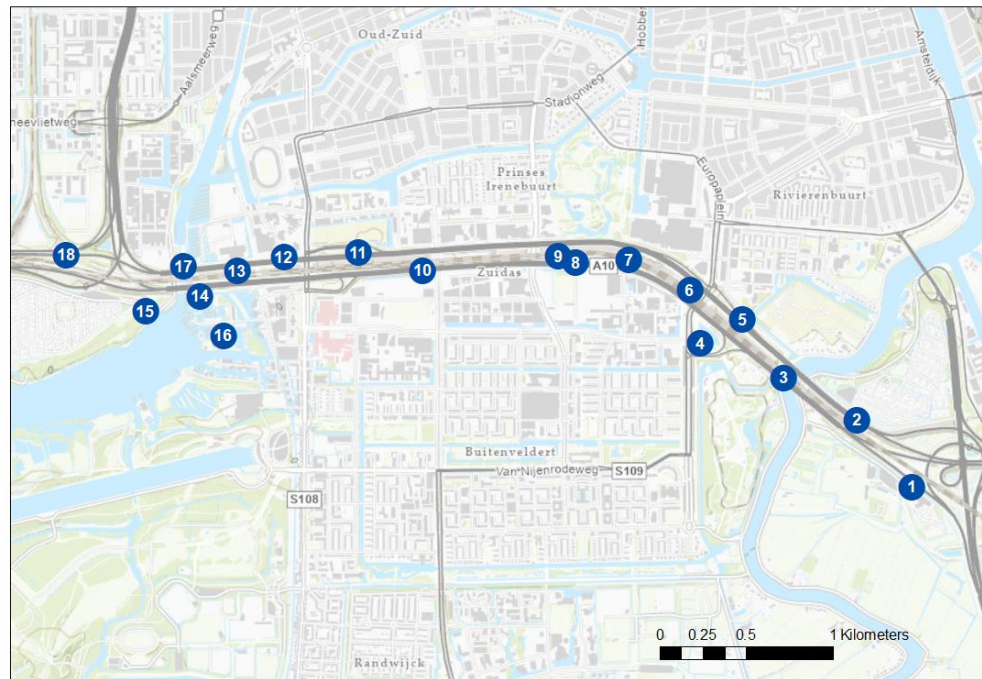 Oud-Zuid
Hobbe
Aalsmeerweg
Amsteldijk
Stadionweg
neevlietweg
Prinses
Irenebuurt
Europaplein
Rivierenbuurt
18
17
13
12
11
10
9
8
A10
7
Zuidas
14
15
16
6
5
4
3
2
1
Buitenveldert
Van Nijenrodeweg
S109
S108
0 0.25 0.5 1 Kilometers
Randwijck